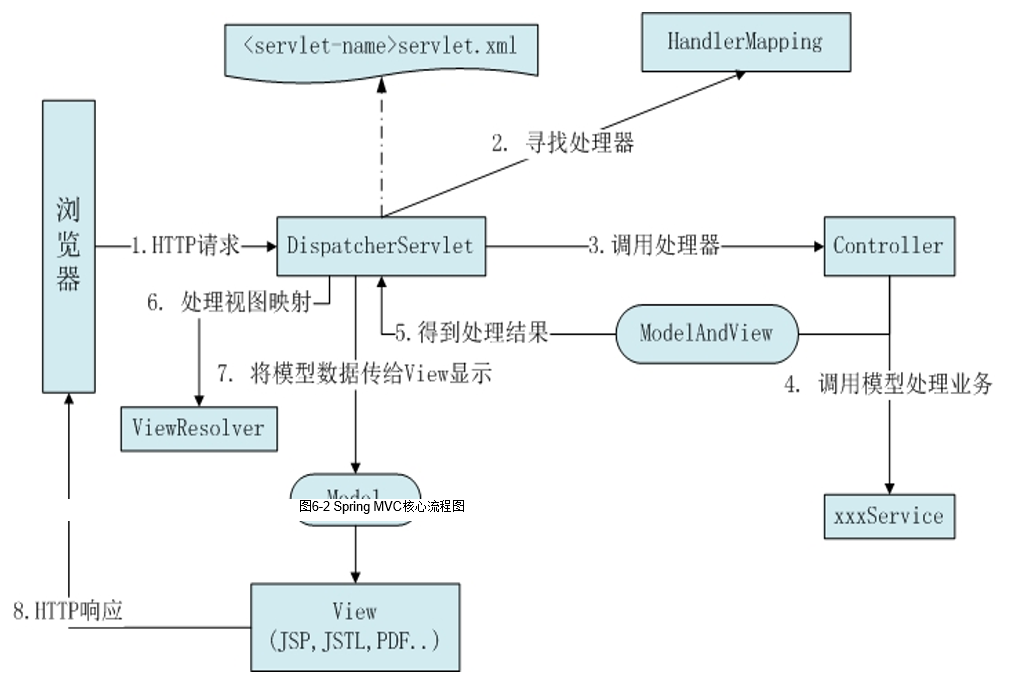 <servlet-name>servlet.xml
HandlerMapping
2. 寻找处理器
浏览器
1.HTTP请求
DispatcherServlet
3.调用处理器
Controller
6. 处理视图映射
5.得到处理结果
ModelAndView
7. 将模型数据传给View显示
4. 调用模型处理业务
ViewResolver
Model
图6-2 Spring MVC核心流程图
xxxService
8.HTTP响应
View
(JSP,JSTL,PDF..)